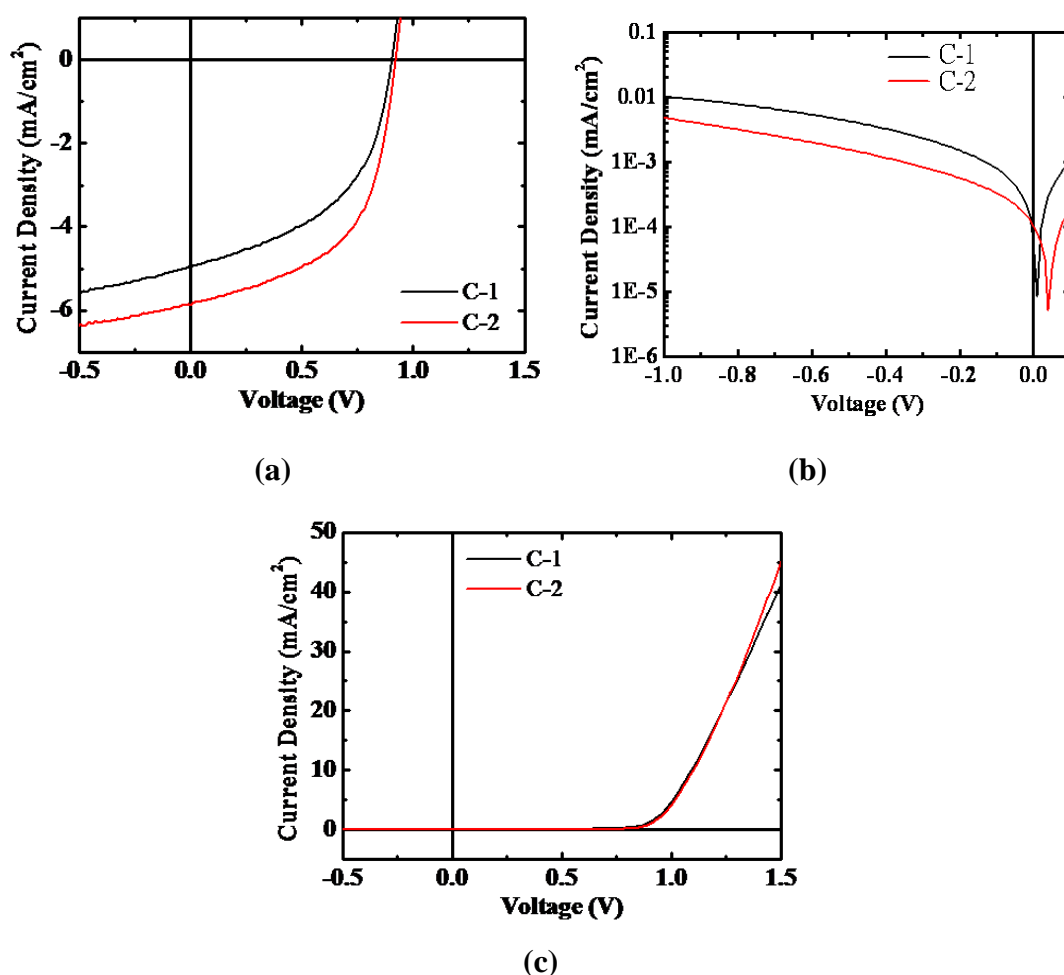 0
-2
-4
-6
Current Density (mA/cm²)
C-1
C-2
-0.5 0.0 0.5 1.0 1.5
Voltage (V)
(a)
0.1
0.01
1E-3
1E-4
1E-5
1E-6
Current Density (mA/cm²)
C-1
C-2
-1.0 -0.8 -0.6 -0.4 -0.2 0.0
Voltage (V)
(b)
50
40
30
20
10
0
Current Density (mA/cm²)
C-1
C-2
-0.5 0.0 0.5 1.0 1.5
Voltage (V)
(c)